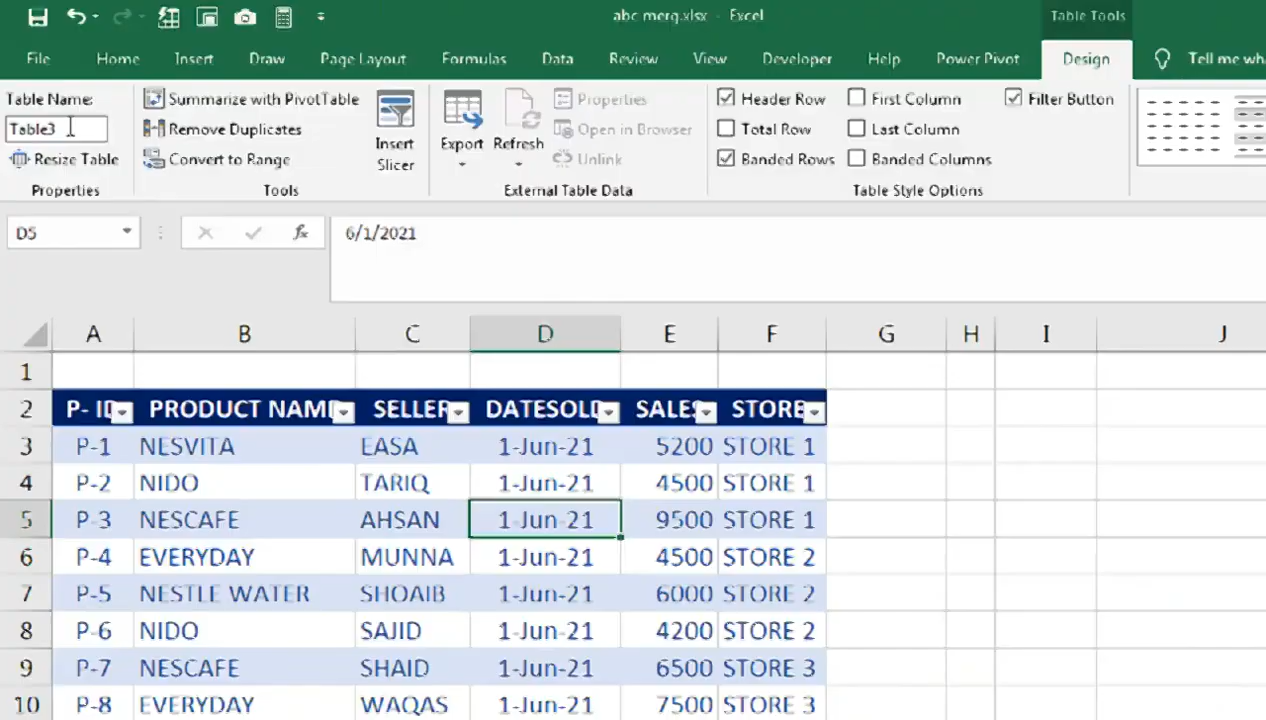 abc merq.xlsx - Excel
Table Tools
File Home Insert Draw Page Layout Formulas Data Review View Developer Help Power Pivot Design Tell me wha
Table Name: Summarize with PivotTable Properties Header Row First Column Filter Button
Table3 Remove Duplicates Insert Slicer Export Refresh Open in Browser Total Row Last Column
Resize Table Convert to Range Unlink Banded Rows Banded Columns
Properties Tools External Table Data Table Style Options
D5 fx 6/1/2021
A B C D E F G H I J
1
2 P- ID PRODUCT NAME SELLER DATESOLD SALES STORE
3 P-1 NESVITA EASA 1-Jun-21 5200 STORE 1
4 P-2 NIDO TARIQ 1-Jun-21 4500 STORE 1
5 P-3 NESCAFE AHSAN 1-Jun-21 9500 STORE 1
6 P-4 EVERYDAY MUNNA 1-Jun-21 4500 STORE 2
7 P-5 NESTLE WATER SHOAIB 1-Jun-21 6000 STORE 2
8 P-6 NIDO SAJID 1-Jun-21 4200 STORE 2
9 P-7 NESCAFE SHAID 1-Jun-21 6500 STORE 3
10 P-8 EVERYDAY WAQAS 1-Jun-21 7500 STORE 3